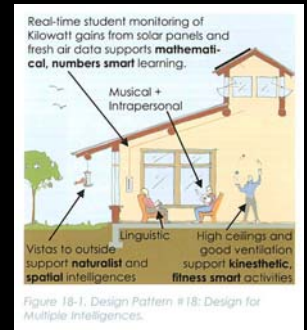 Real-time student monitoring of
Kilowatt gains from solar panels and
fresh air data supports mathemati-
cal, numbers smart learning.
Musical +
Intrapersonal
Linguistic
Vistas to outside
support naturalist and
spatial intelligences
High ceilings and
good ventilation
support kinesthetic,
fitness smart activities
Figure 18-1. Design Pattern #18: Design for
Multiple Intelligences.